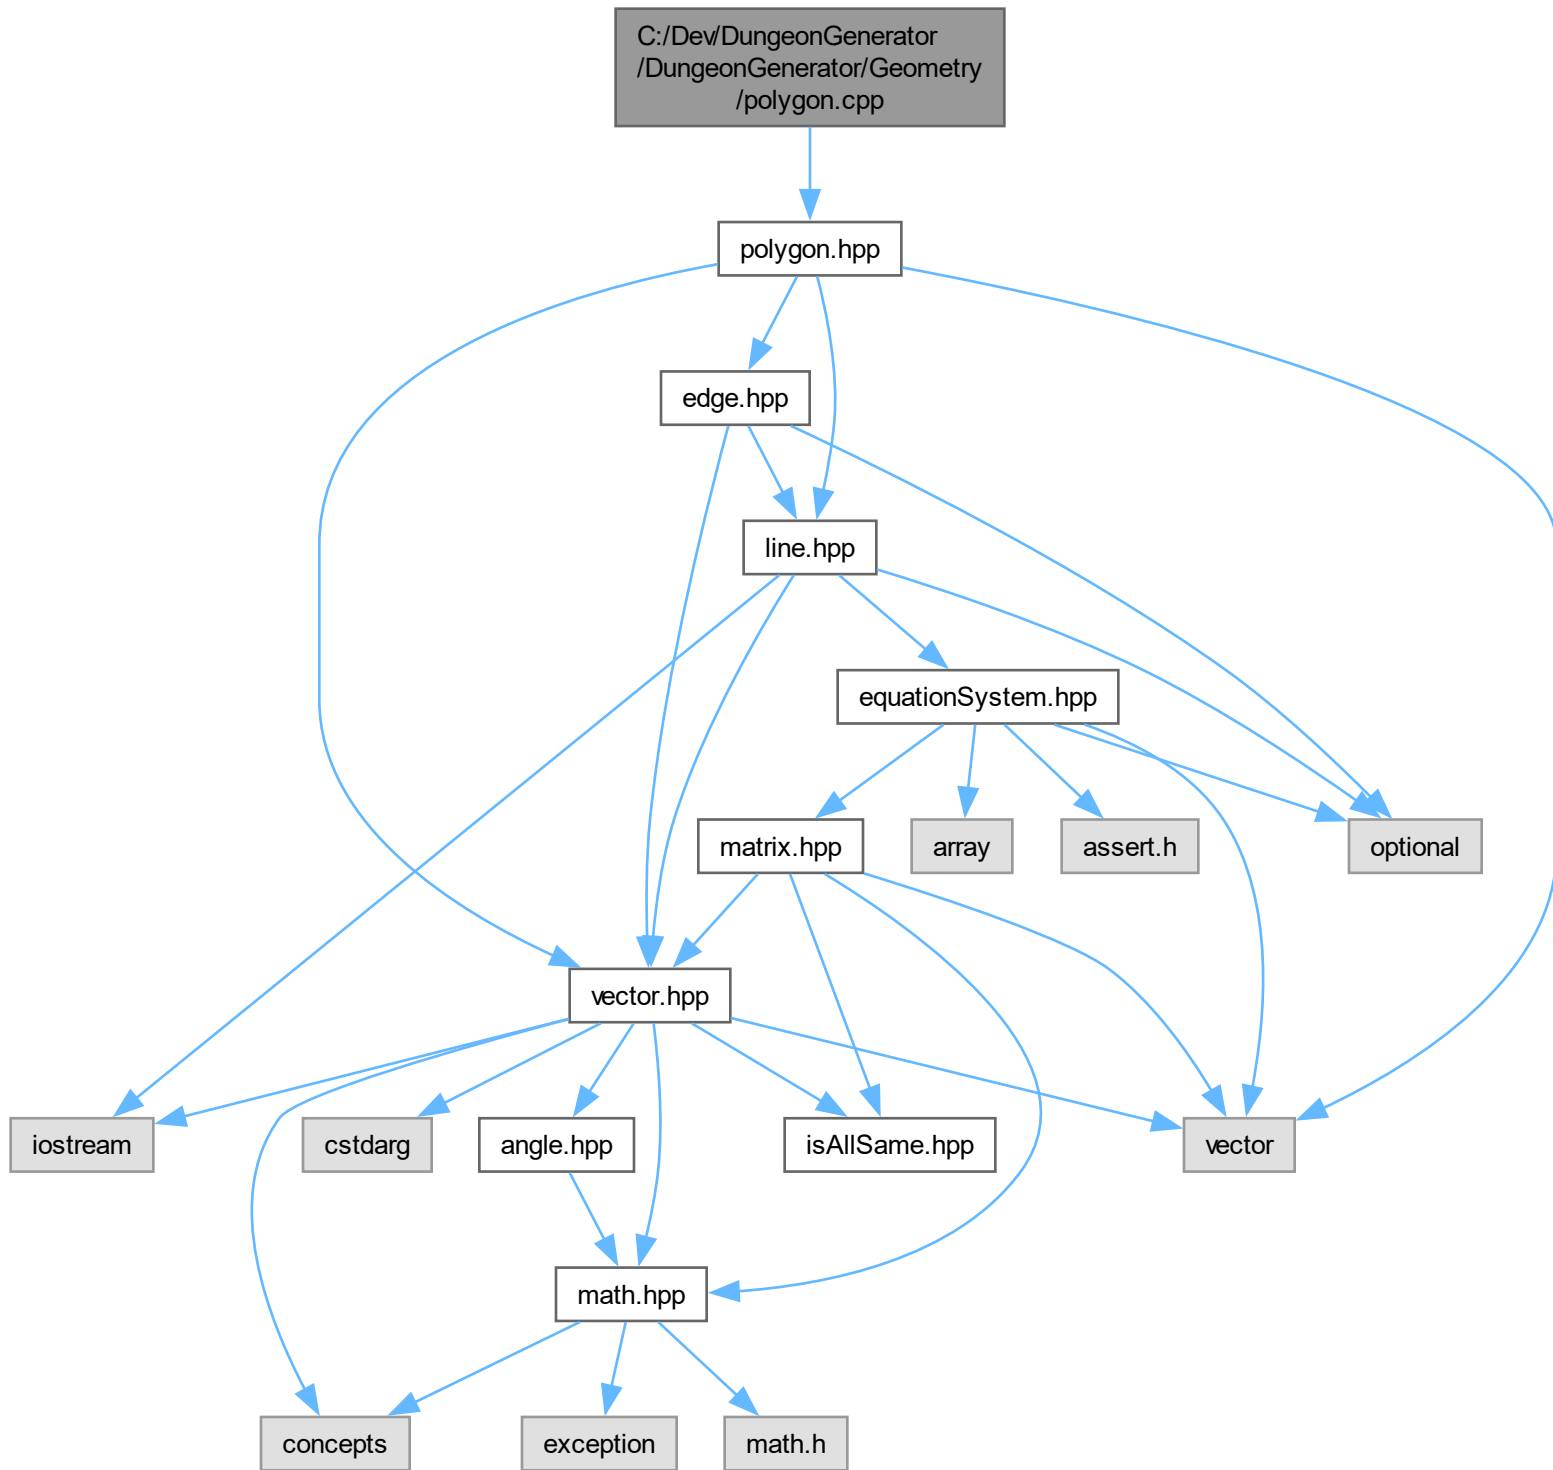 C:/Dev/DungeonGenerator
/DungeonGenerator/Geometry
/polygon.cpp
polygon.hpp
edge.hpp
line.hpp
equationSystem.hpp
matrix.hpp
array
assert.h
optional
vector.hpp
iostream
cstdarg
angle.hpp
isAllSame.hpp
vector
math.hpp
concepts
exception
math.h